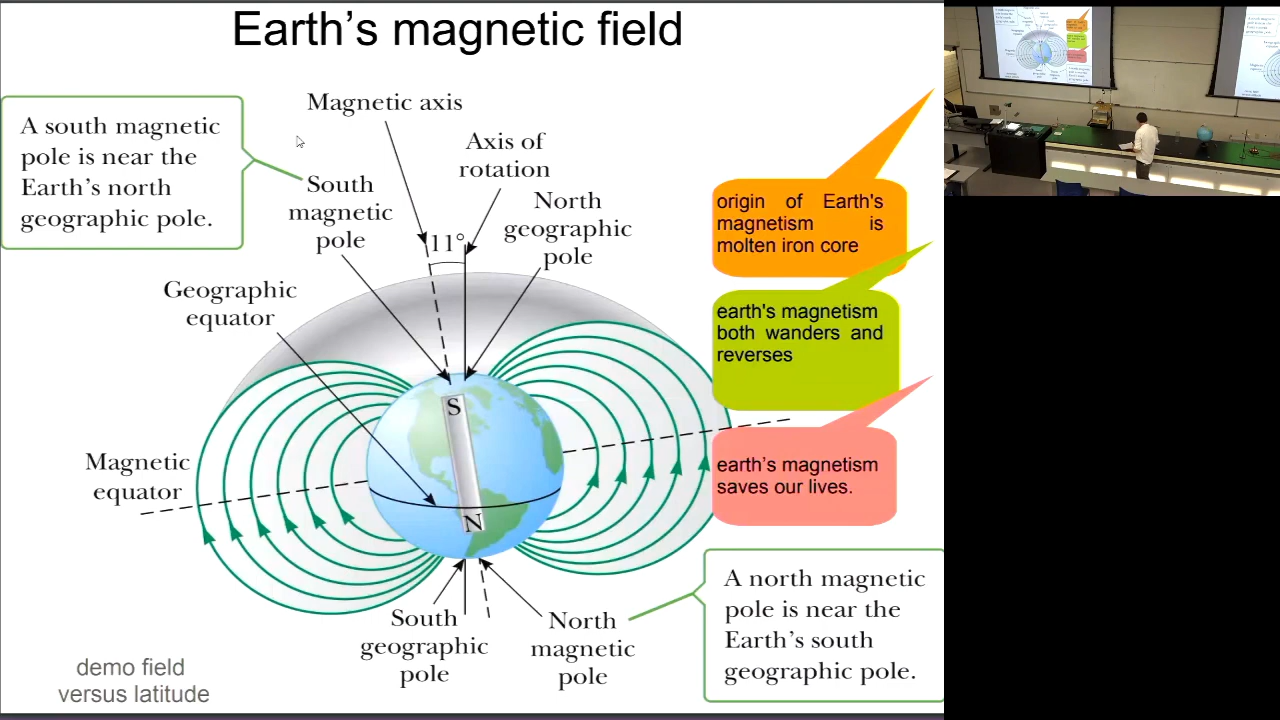 Earth's magnetic field
A south magnetic
pole is near the
Earth's north
geographic pole.
Magnetic axis
Axis of
rotation
South
magnetic
pole
North
geographic
pole
11°
Geographic
equator
Magnetic
equator
S
N
South
geographic
pole
North
magnetic
pole
origin of Earth's
magnetism is
molten iron core
earth's magnetism
both wanders and
reverses
earth's magnetism
saves our lives.
A north magnetic
pole is near the
Earth's south
geographic pole.
demo field
versus latitude